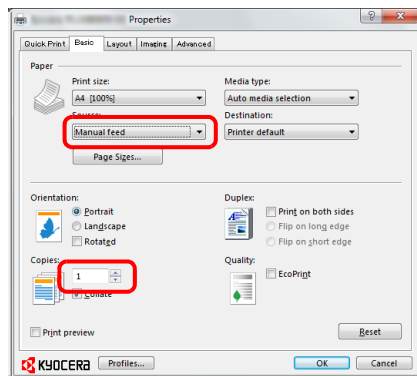 Properties
Quick Print Basic Layout Imaging Advanced
Paper
Print size: Media type:
A4 [100%] Auto media selection
Source: Destination:
Manual feed Printer default
Page Sizes...
Orientation: Duplex:
Portrait Print on both sides
Landscape Flip on long edge
Rotated Flip on short edge
Copies: Quality:
1 EcoPrint
Collate
Print preview Reset
KYOCERA Profiles... OK Cancel